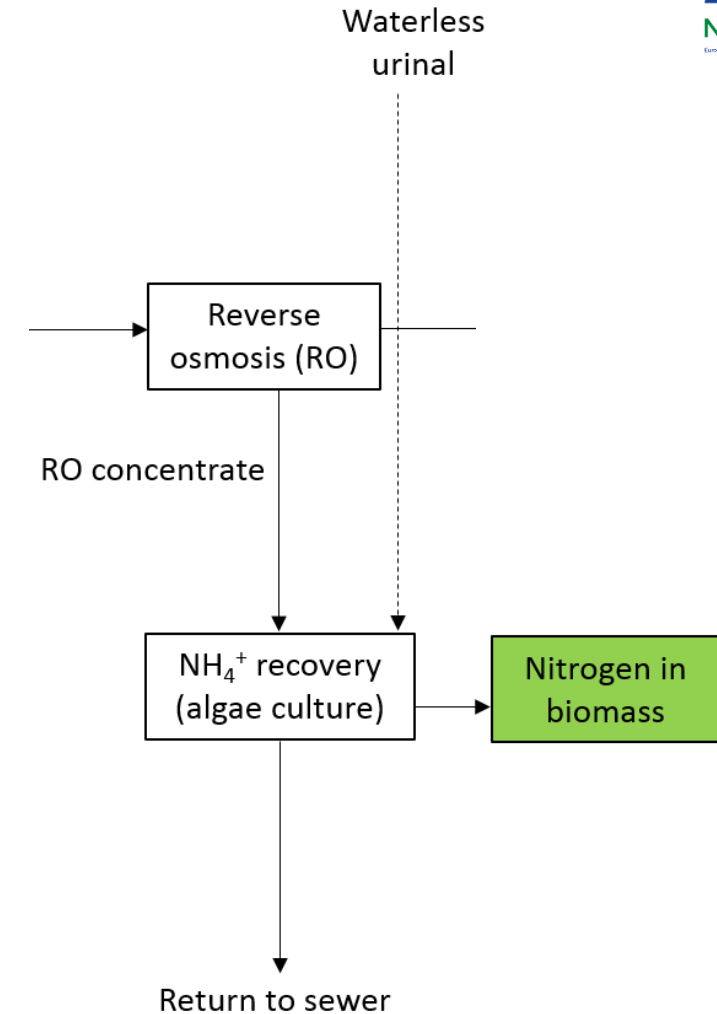 Waterless
urinal
N
Reverse
osmosis (RO)
RO concentrate
NH₄⁺ recovery
(algae culture)
Nitrogen in
biomass
Return to sewer